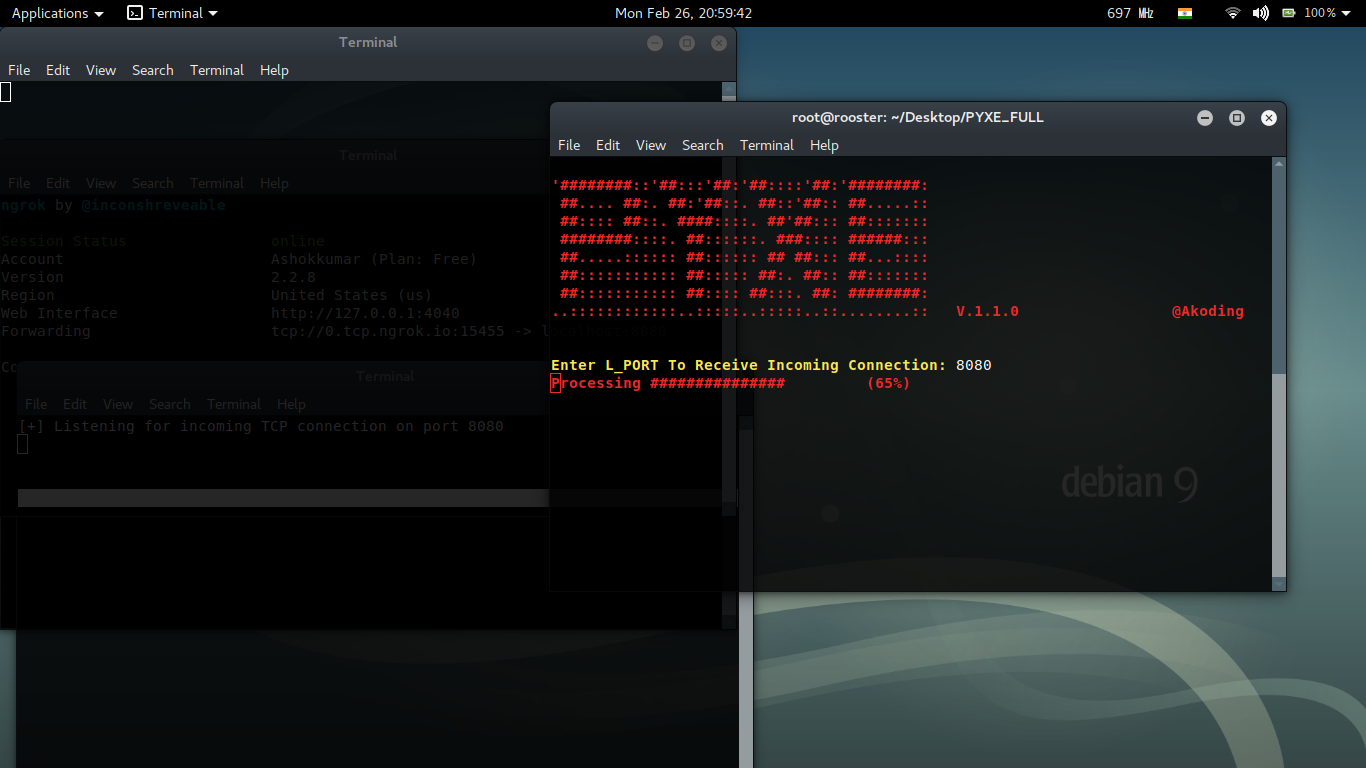 Applications Terminal Mon Feb 26, 20:59:42 697 MHz 100%
Terminal
File Edit View Search Terminal Help
Terminal
File Edit View Search Terminal Help
ngrok by @inconshreveable
Session Status online
Account Ashokkumar (Plan: Free)
Version 2.2.8
Region United States (us)
Web Interface http://127.0.0.1:4040
Forwarding tcp://0.tcp.ngrok.io:15455 -> localhost:8080
Terminal
File Edit View Search Terminal Help
[+] Listening for incoming TCP connection on port 8080
root@rooster: ~/Desktop/PYXE_FULL
File Edit View Search Terminal Help
'########::'##:::'##:'##::::'##:'########:
 ##.... ##:. ##:'##::. ##::'##:: ##.....::
 ##:::: ##::. ####::::. ##'##::: ##:::::::
 ########::::. ##::::::. ###:::: ######:::
 ##.....:::::: ##:::::: ## ##::: ##...::::
 ##::::::::::: ##::::: ##:. ##:: ##:::::::
 ##::::::::::: ##:::: ##:::. ##: ########:
..::::::::::::..:::::..:::::..::........:: V.1.1.0 @Akoding
Enter L_PORT To Receive Incoming Connection: 8080
Processing ############### (65%)
debian 9